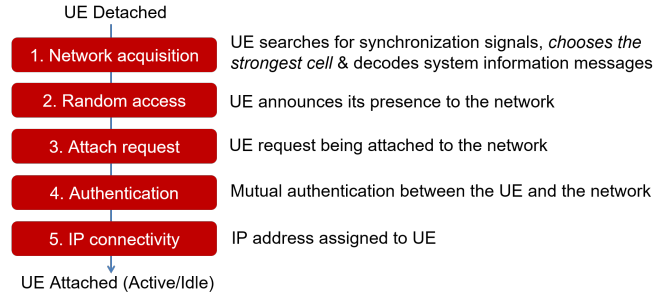 UE Detached
1. Network acquisition
UE searches for synchronization signals, chooses the
strongest cell & decodes system information messages
2. Random access
UE announces its presence to the network
3. Attach request
UE request being attached to the network
4. Authentication
Mutual authentication between the UE and the network
5. IP connectivity
IP address assigned to UE
UE Attached (Active/Idle)